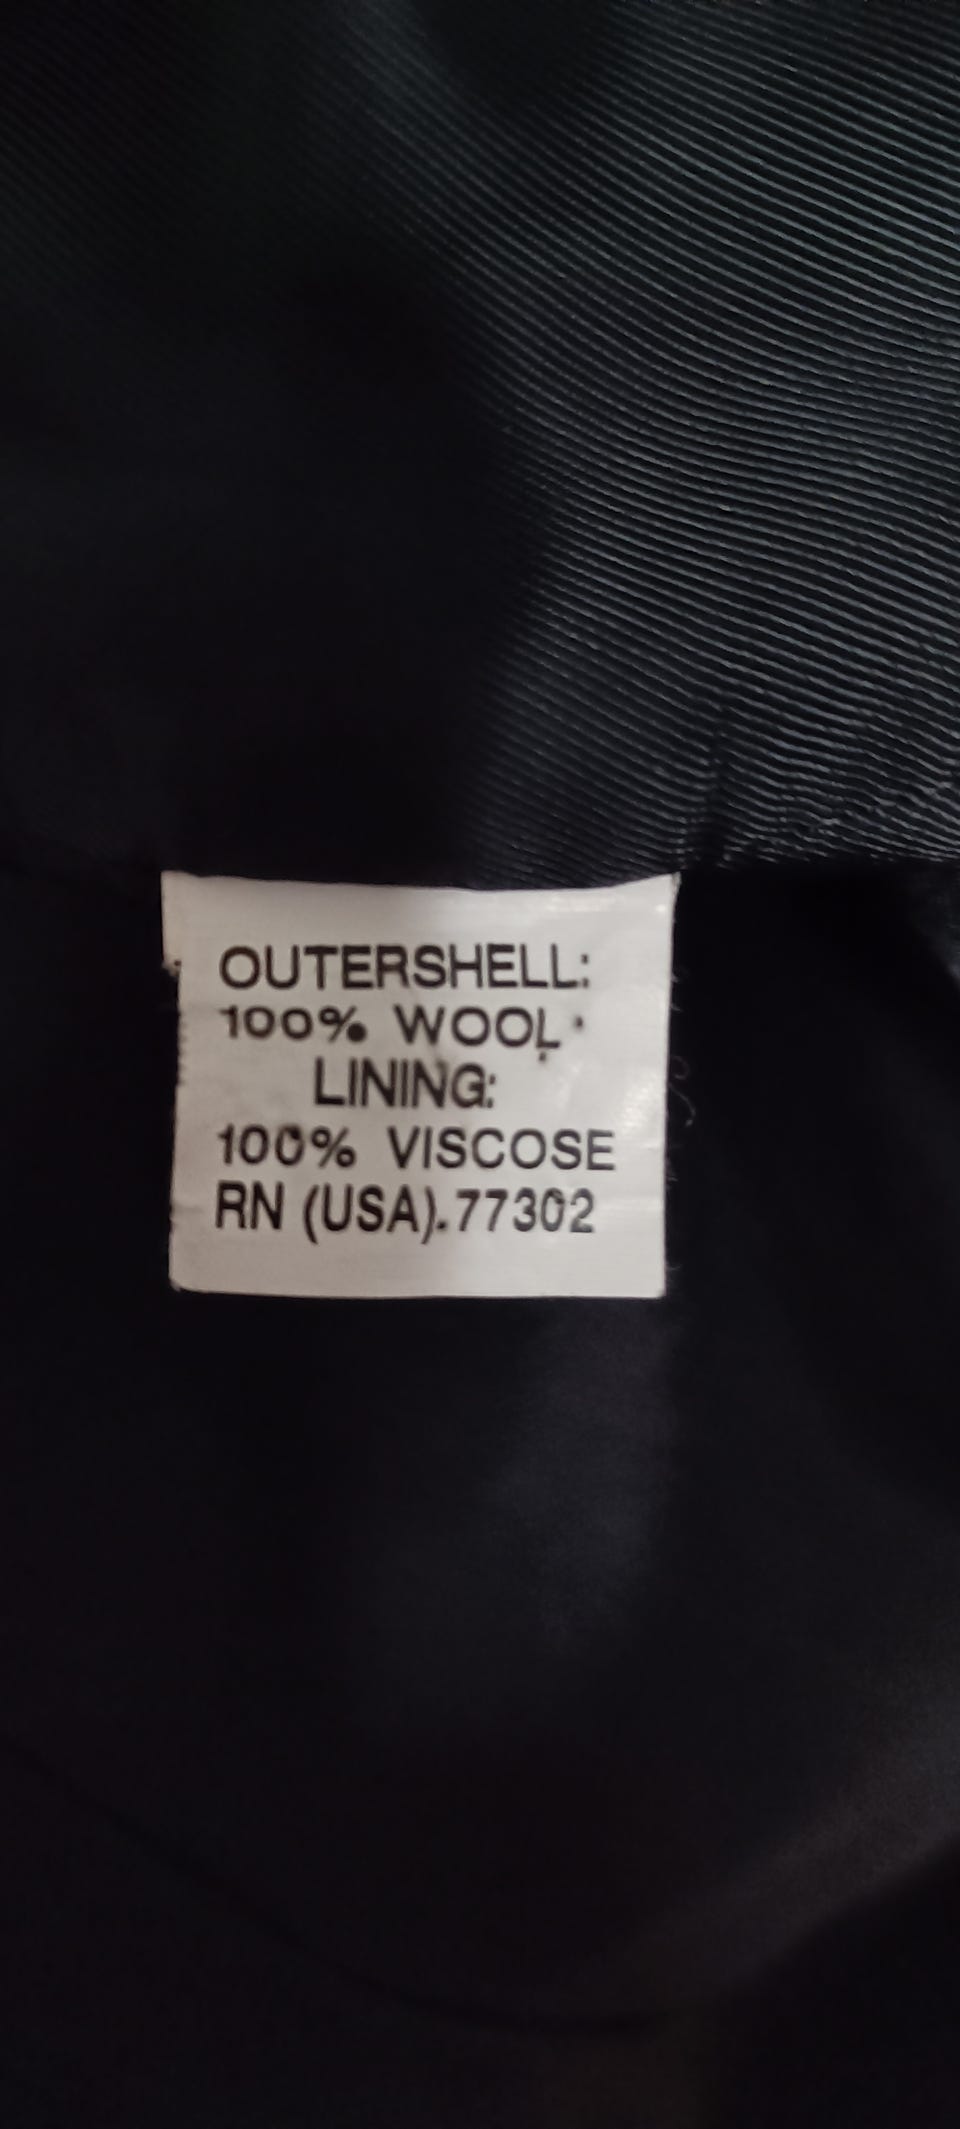 OUTERSHELL:
100% WOOL
LINING:
100% VISCOSE
RN (USA).77302